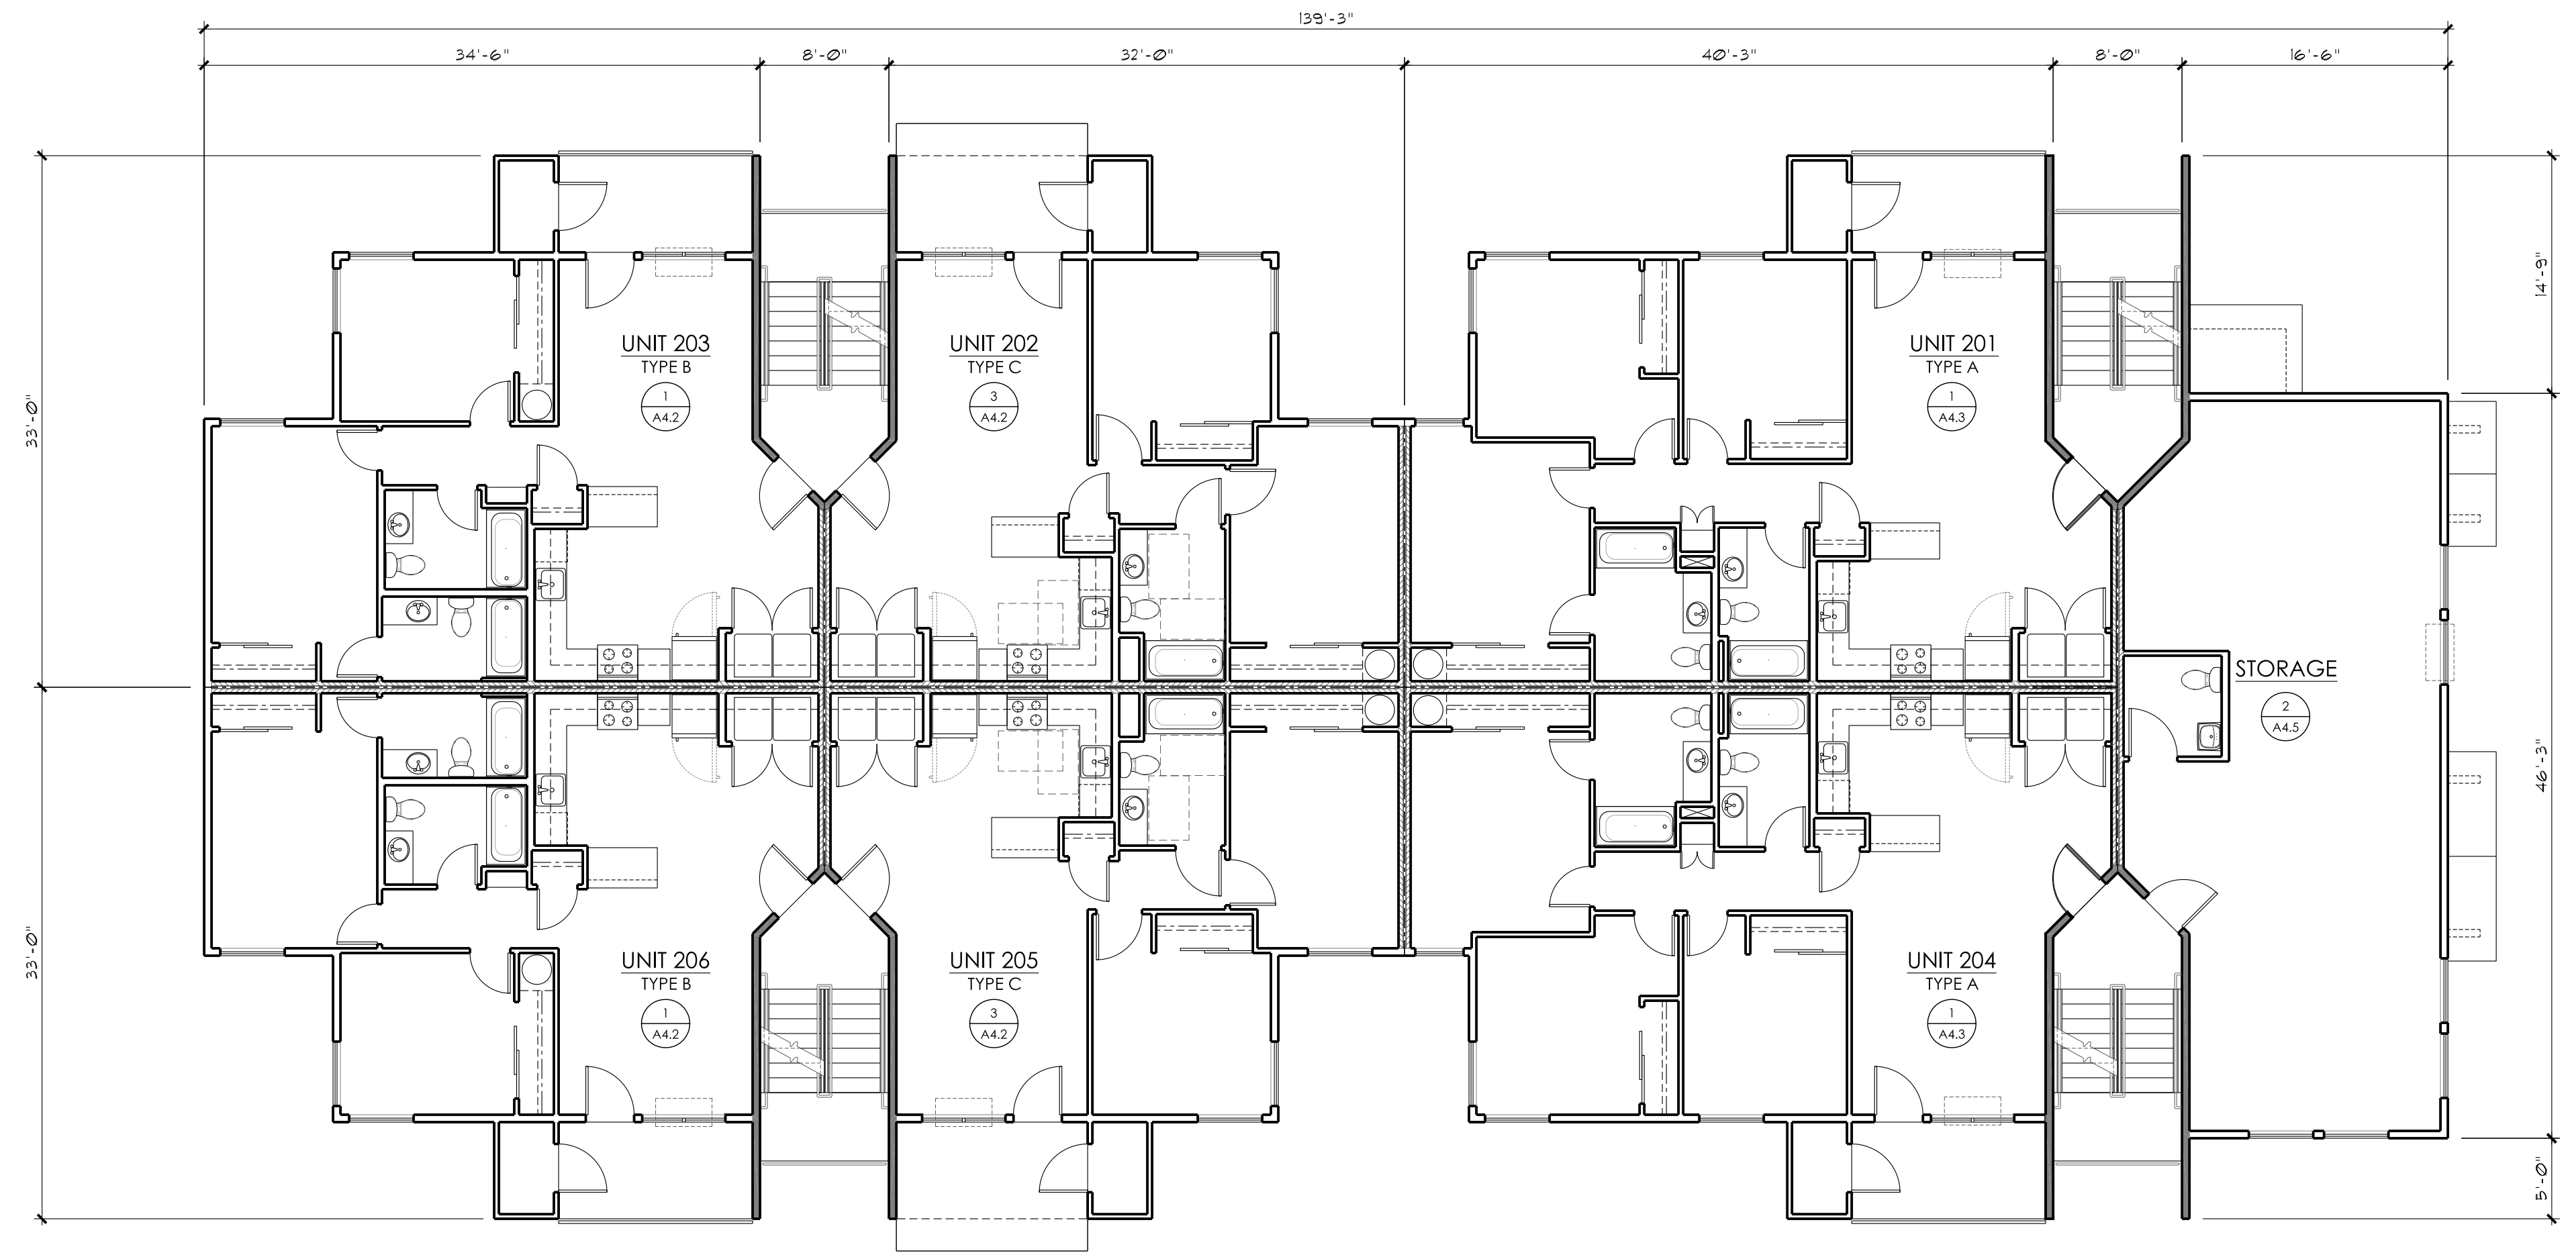 139'-3"
34'-6"
8'-0"
32'-0"
40'-3"
8'-0"
16'-6"
14'-9"
33'-0"
UNIT 203
TYPE B
1
A4.2
UNIT 202
TYPE C
3
A4.2
UNIT 201
TYPE A
1
A4.3
STORAGE
2
A4.5
46'-3"
33'-0"
UNIT 206
TYPE B
1
A4.2
UNIT 205
TYPE C
3
A4.2
UNIT 204
TYPE A
1
A4.3
5'-0"